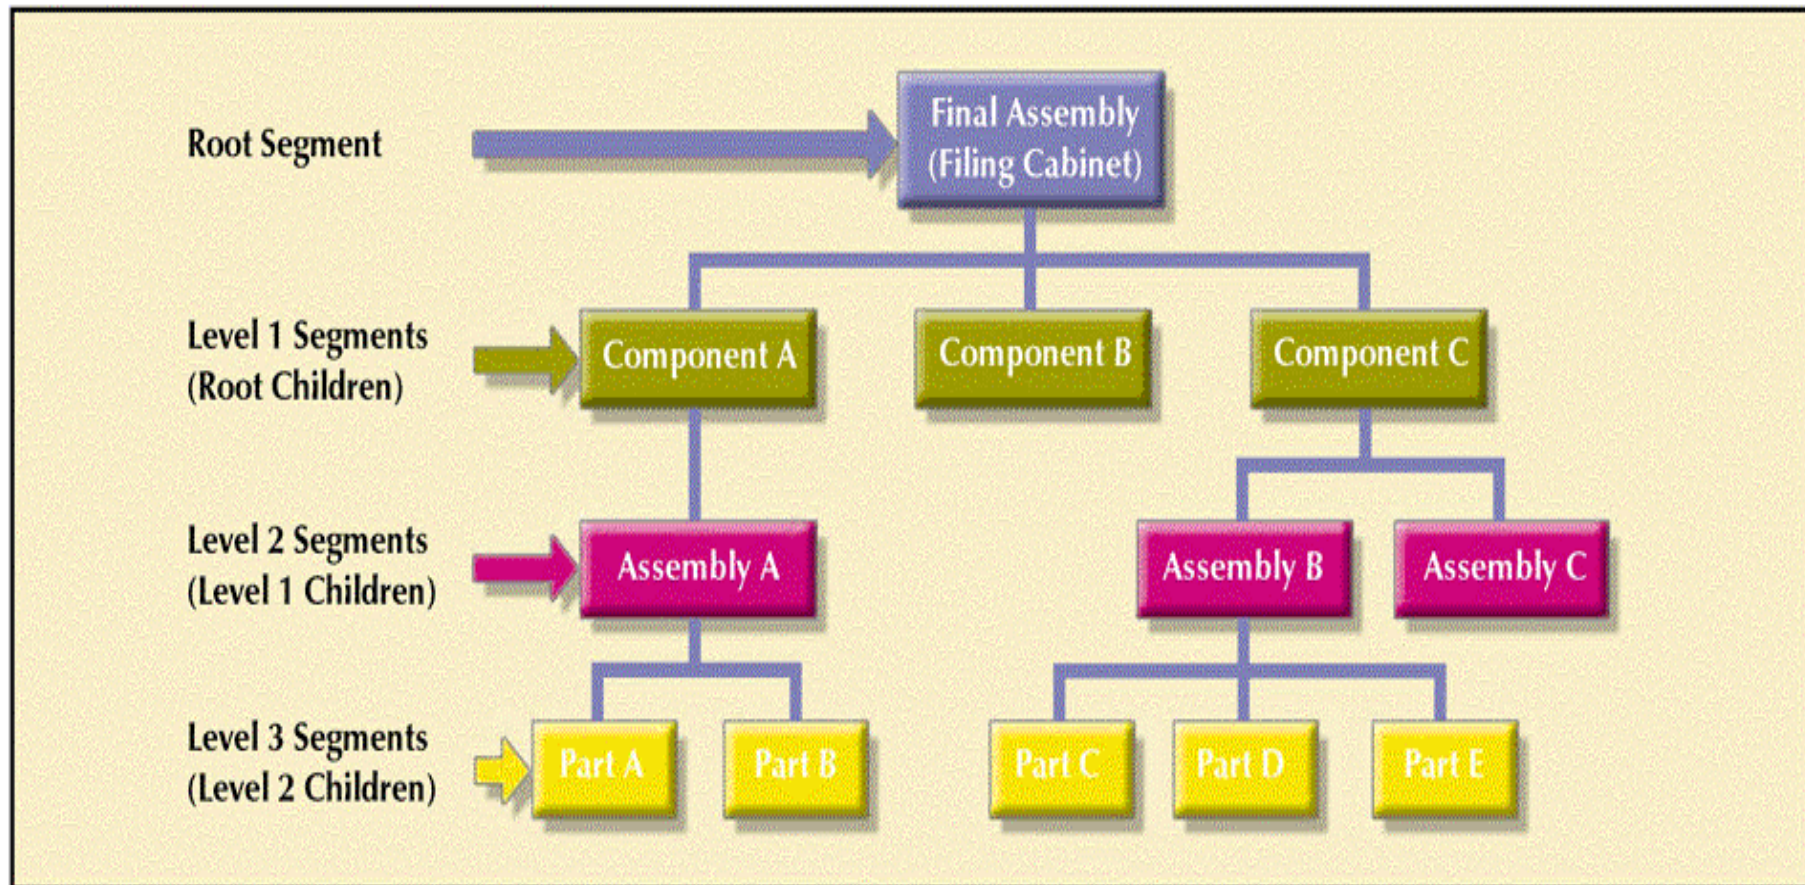 Root Segment
Final Assembly
(Filing Cabinet)
Level 1 Segments
(Root Children)
Component A
Component B
Component C
Level 2 Segments
(Level 1 Children)
Assembly A
Assembly B
Assembly C
Level 3 Segments
(Level 2 Children)
Part A
Part B
Part C
Part D
Part E